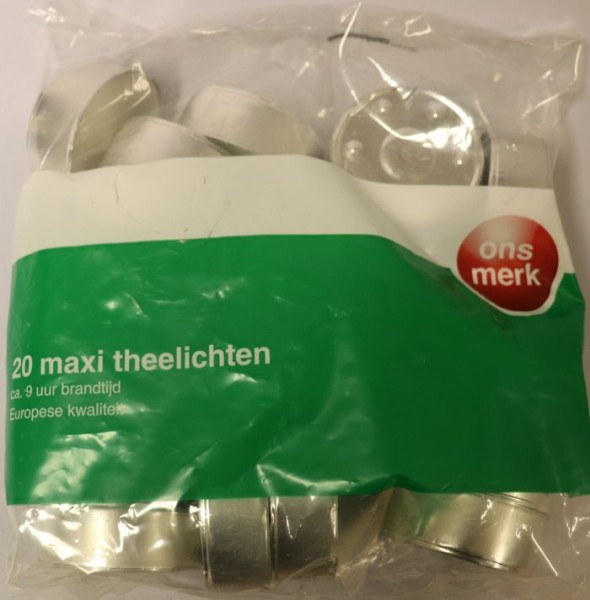 ons
merk
20 maxi theelichten
ca. 9 uur brandtijd
Europese kwaliteit